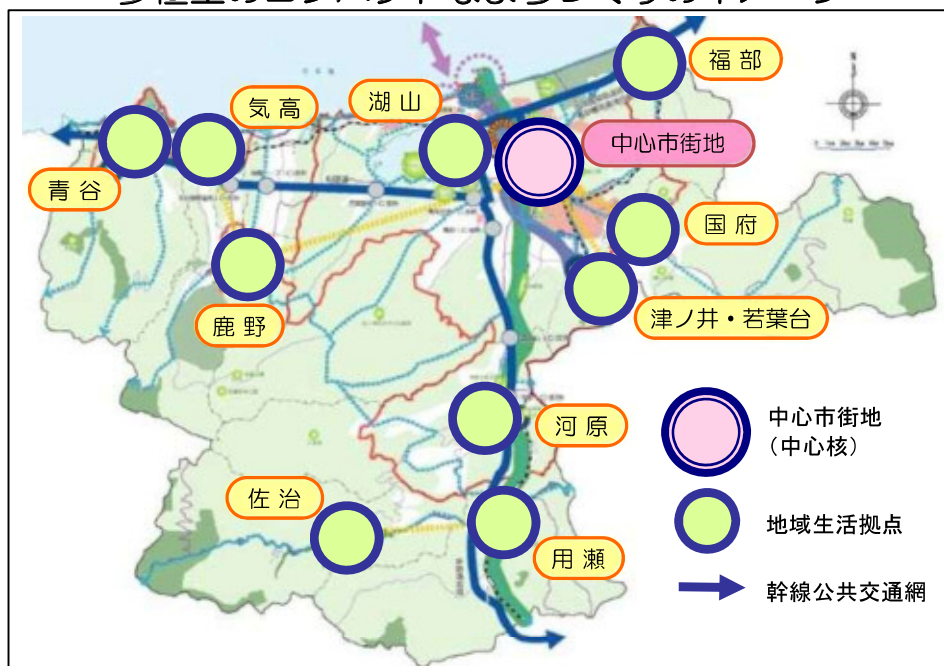 福部
気高
湖山
中心市街地
青谷
国府
鹿野
津ノ井・若葉台
河原
佐治
用瀬
中心市街地
(中心核)
地域生活拠点
幹線公共交通網